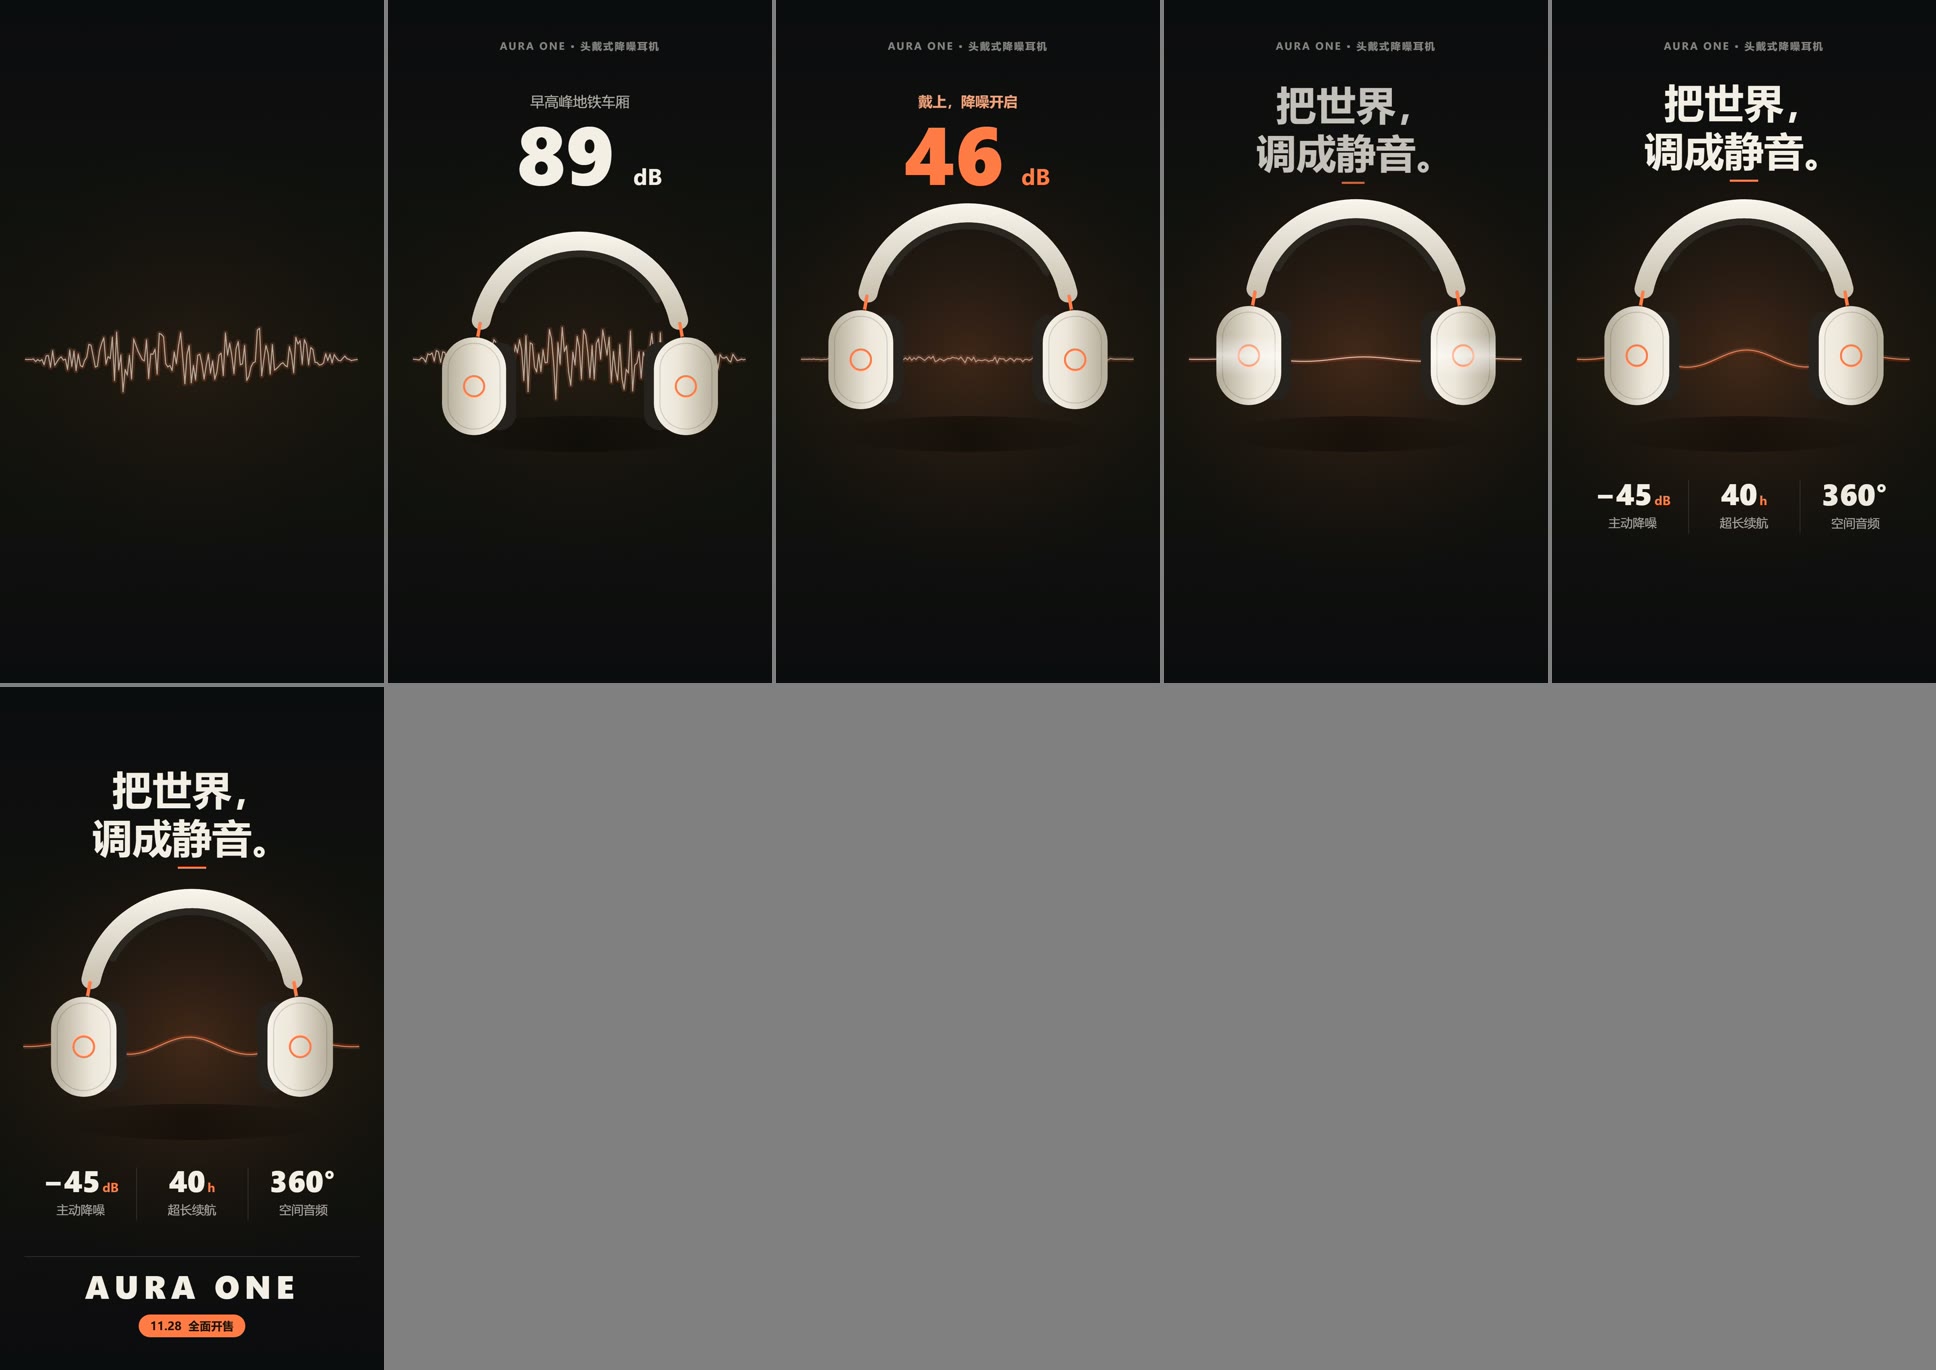 AURA ONE • 头戴式降噪耳机
早高峰地铁车厢
89 dB
AURA ONE • 头戴式降噪耳机
戴上，降噪开启
46 dB
AURA ONE • 头戴式降噪耳机
把世界，
调成静音。
AURA ONE • 头戴式降噪耳机
把世界，
调成静音。
−45 dB
主动降噪
40 h
超长续航
360°
空间音频
把世界，
调成静音。
−45 dB
主动降噪
40 h
超长续航
360°
空间音频
AURA ONE
11.28 全面开售